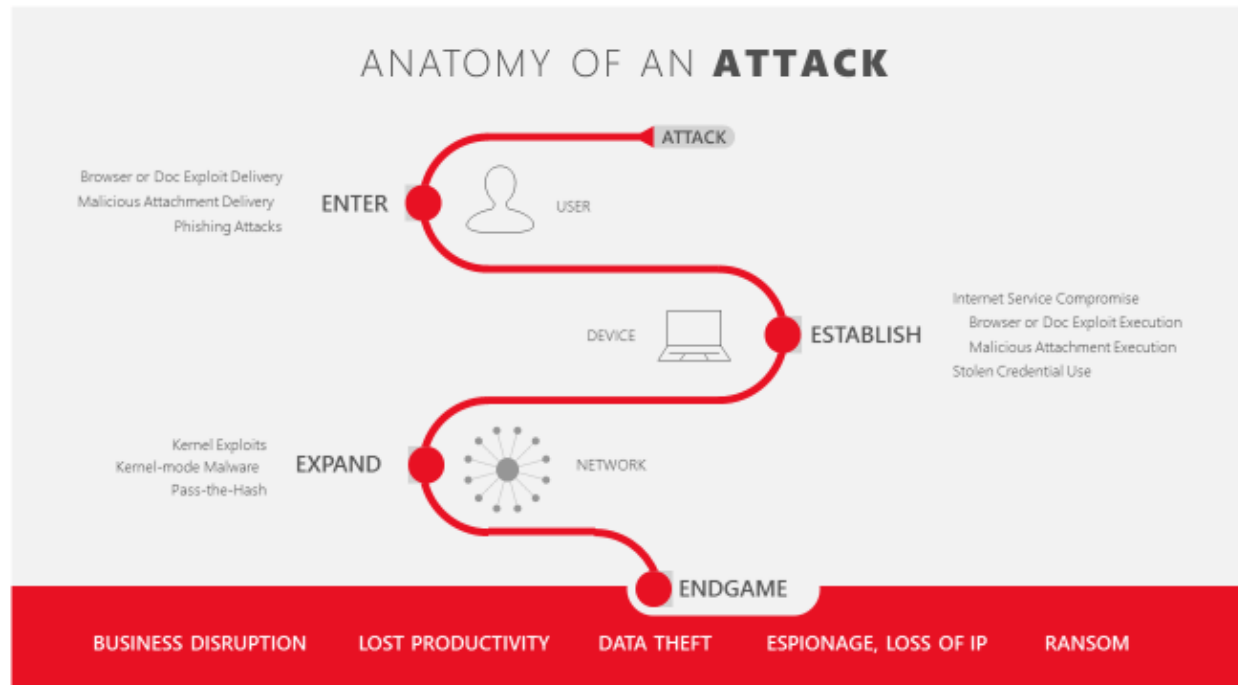 ANATOMY OF AN ATTACK
ATTACK
Browser or Doc Exploit Delivery
Malicious Attachment Delivery
Phishing Attacks
ENTER
USER
DEVICE
ESTABLISH
Internet Service Compromise
Browser or Doc Exploit Execution
Malicious Attachment Execution
Stolen Credential Use
Kernel Exploits
Kernel-mode Malware
Pass-the-Hash
EXPAND
NETWORK
ENDGAME
BUSINESS DISRUPTION LOST PRODUCTIVITY DATA THEFT ESPIONAGE, LOSS OF IP RANSOM